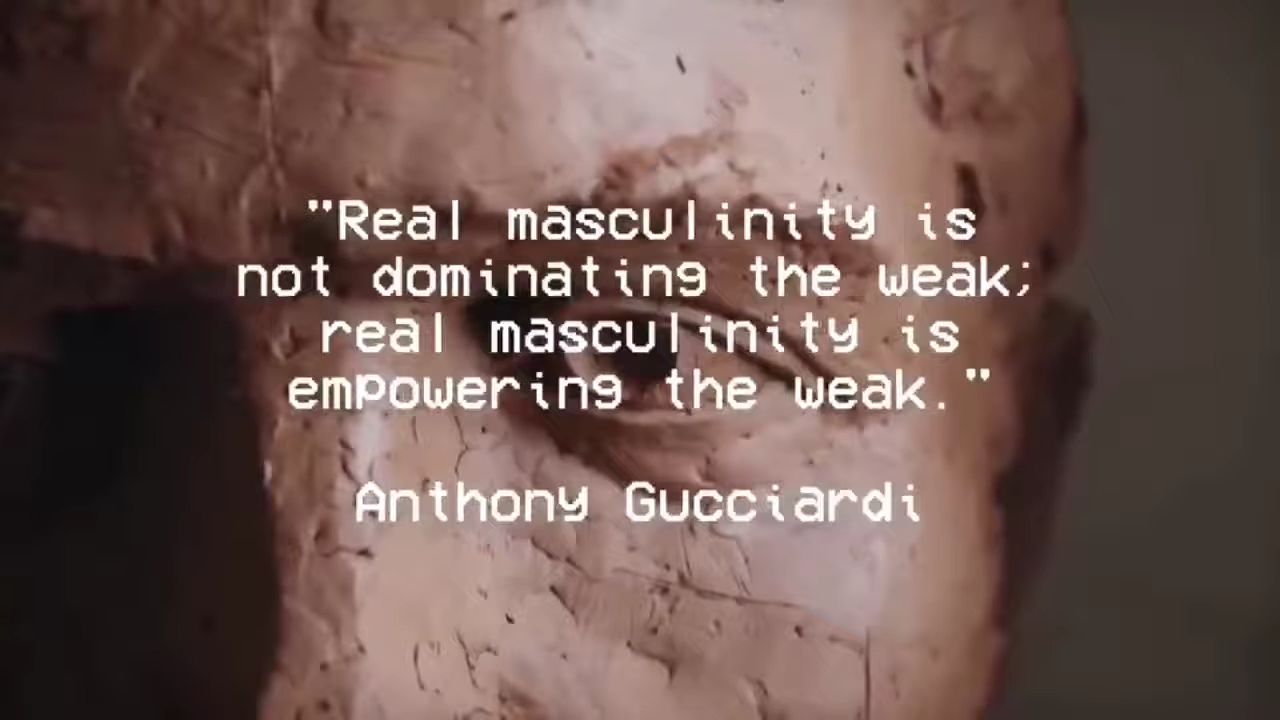 "Real masculinity is
not dominating the weak;
real masculinity is
empowering the weak."
Anthony Gucciardi